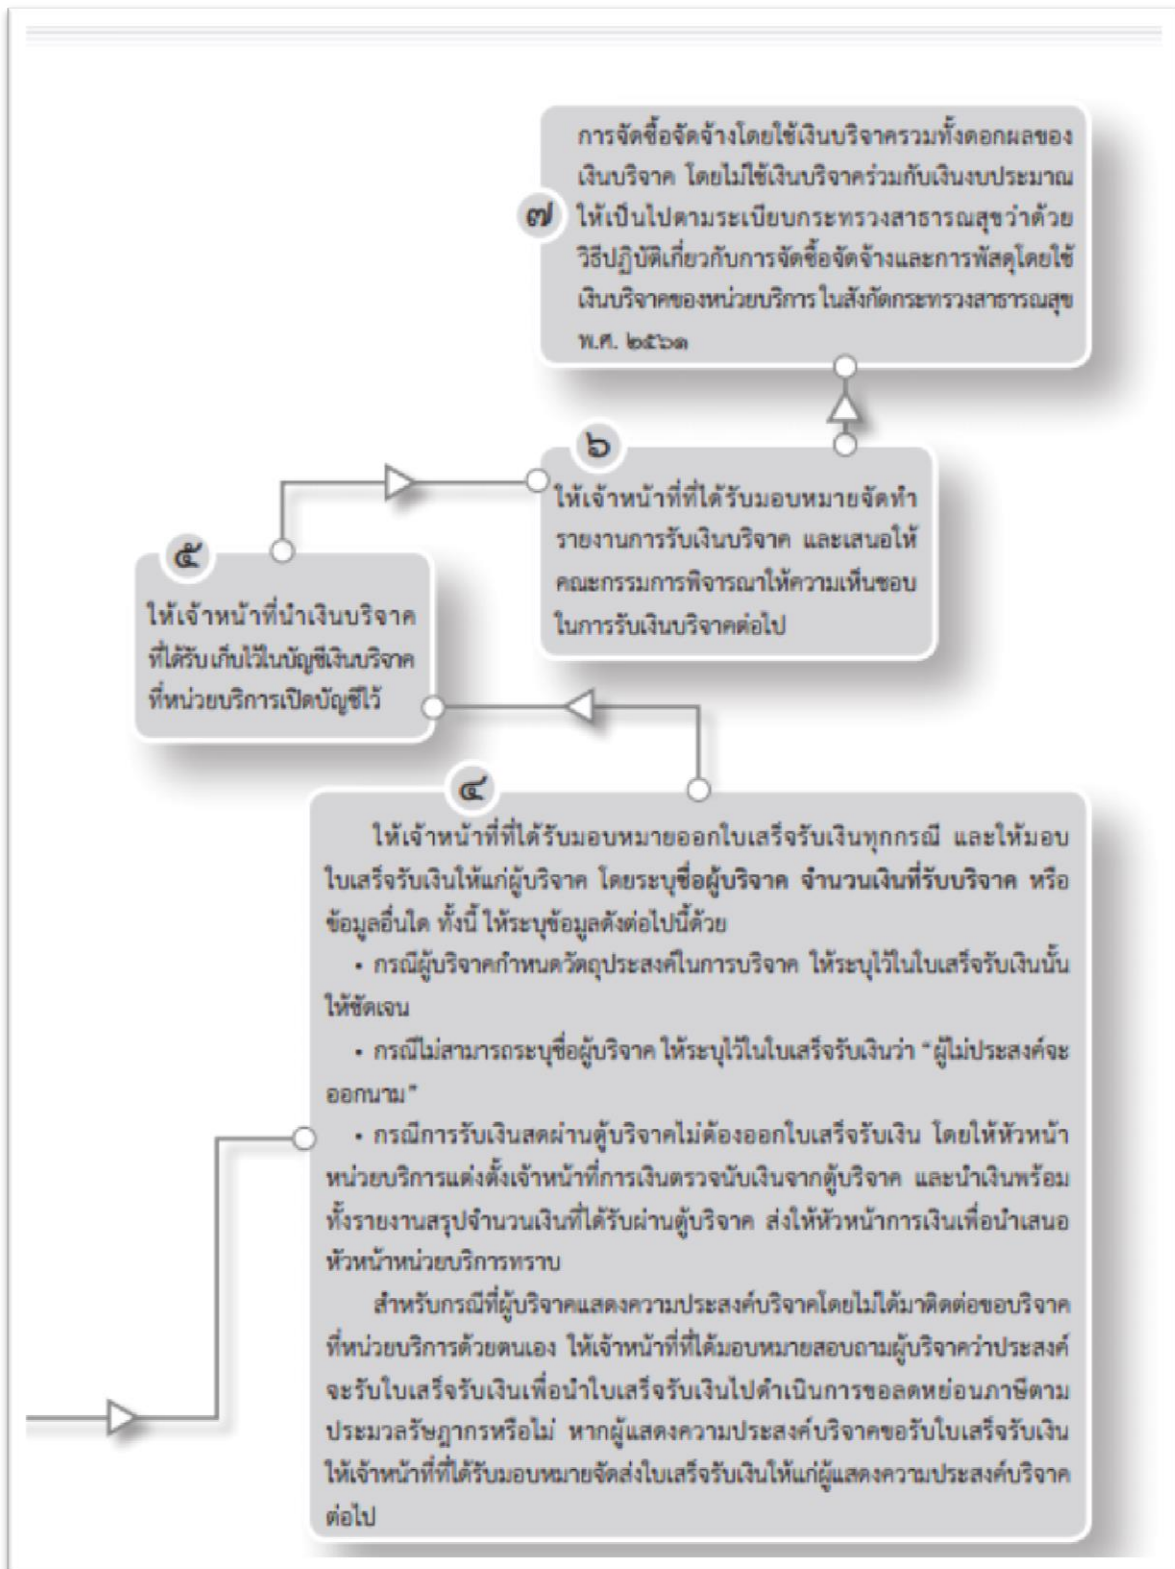 การจัดซื้อจัดจ้างโดยใช้เงินบริจาครวมทั้งดอกผลของ
เงินบริจาค โดยไม่ใช้เงินบริจาคร่วมกับเงินงบประมาณ
๗
ให้เป็นไปตามระเบียบกระทรวงสาธารณสุขว่าด้วย
วิธีปฏิบัติเกี่ยวกับการจัดซื้อจัดจ้างและการพัสดุโดยใช้
เงินบริจาคของหน่วยบริการ ในสังกัดกระทรวงสาธารณสุข
พ.ศ. ๒๕๖๑
๖
ให้เจ้าหน้าที่ที่ได้รับมอบหมายจัดทำ
รายงานการรับเงินบริจาค และเสนอให้
คณะกรรมการพิจารณาให้ความเห็นชอบ
ในการรับเงินบริจาคต่อไป
๕
ให้เจ้าหน้าที่นำเงินบริจาค
ที่ได้รับ เก็บไว้ในบัญชีเงินบริจาค
ที่หน่วยบริการเปิดบัญชีไว้
๔
ให้เจ้าหน้าที่ที่ได้รับมอบหมายออกใบเสร็จรับเงินทุกกรณี และให้มอบ
ใบเสร็จรับเงินให้แก่ผู้บริจาค โดยระบุชื่อผู้บริจาค จำนวนเงินที่รับบริจาค หรือ
ข้อมูลอื่นใด ทั้งนี้ ให้ระบุข้อมูลดังต่อไปนี้ด้วย
• กรณีผู้บริจาคกำหนดวัตถุประสงค์ในการบริจาค ให้ระบุไว้ในใบเสร็จรับเงินนั้น
ให้ชัดเจน
• กรณีไม่สามารถระบุชื่อผู้บริจาค ให้ระบุไว้ในใบเสร็จรับเงินว่า “ผู้ไม่ประสงค์จะ
ออกนาม”
• กรณีการรับเงินสดผ่านตู้บริจาคไม่ต้องออกใบเสร็จรับเงิน โดยให้หัวหน้า
หน่วยบริการแต่งตั้งเจ้าหน้าที่การเงินตรวจนับเงินจากตู้บริจาค และนำเงินพร้อม
ทั้งรายงานสรุปจำนวนเงินที่ได้รับผ่านตู้บริจาค ส่งให้หัวหน้าการเงินเพื่อนำเสนอ
หัวหน้าหน่วยบริการทราบ
สำหรับกรณีที่ผู้บริจาคแสดงความประสงค์บริจาคโดยไม่ได้มาติดต่อขอบริจาค
ที่หน่วยบริการด้วยตนเอง ให้เจ้าหน้าที่ที่ได้มอบหมายสอบถามผู้บริจาคว่าประสงค์
จะรับใบเสร็จรับเงินเพื่อนำใบเสร็จรับเงินไปดำเนินการขอลดหย่อนภาษีตาม
ประมวลรัษฎากรหรือไม่ หากผู้แสดงความประสงค์บริจาคขอรับใบเสร็จรับเงิน
ให้เจ้าหน้าที่ที่ได้รับมอบหมายจัดส่งใบเสร็จรับเงินให้แก่ผู้แสดงความประสงค์บริจาค
ต่อไป